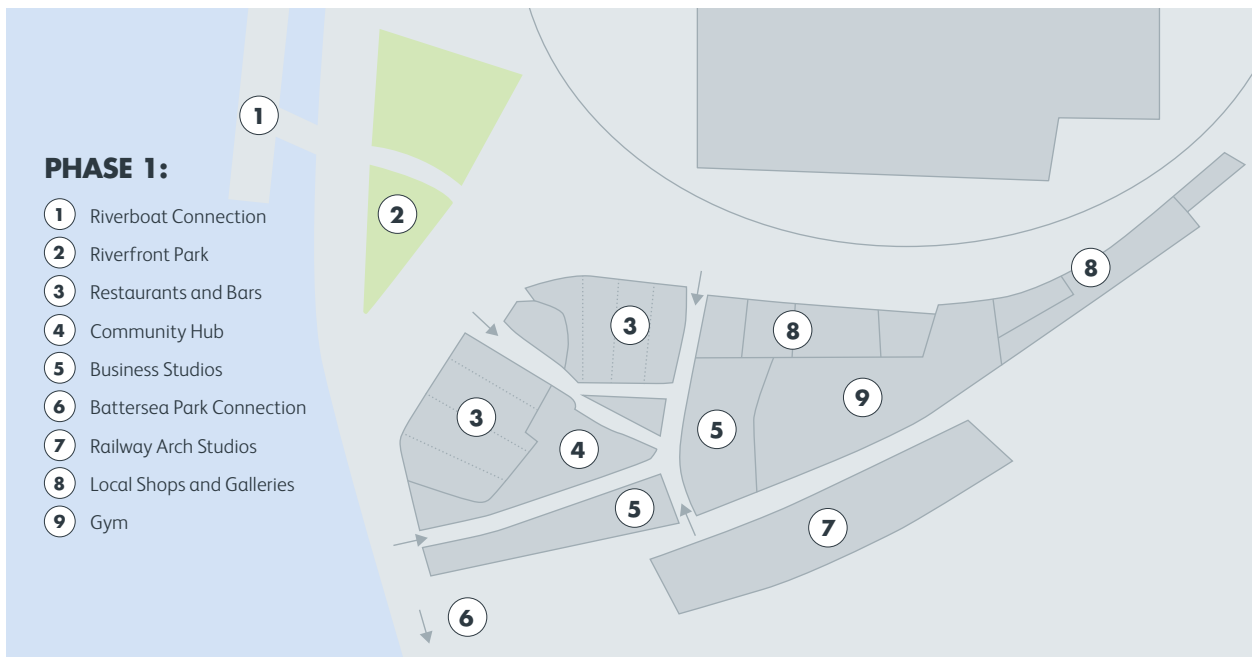 PHASE 1:
1 Riverboat Connection
2 Riverfront Park
3 Restaurants and Bars
4 Community Hub
5 Business Studios
6 Battersea Park Connection
7 Railway Arch Studios
8 Local Shops and Galleries
9 Gym
1
2
8
3
8
9
3
5
4
5
7
6